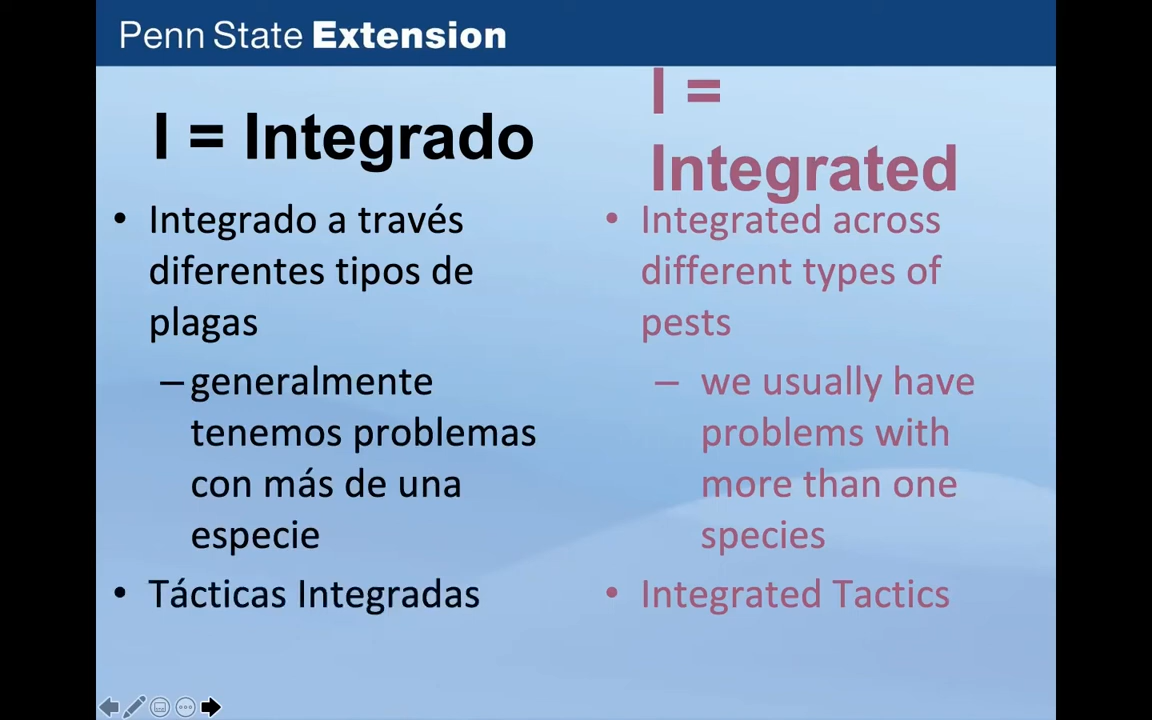 Penn State Extension
I = Integrado
• Integrado a través
diferentes tipos de
plagas
– generalmente
tenemos problemas
con más de una
especie
• Tácticas Integradas
I =
Integrated
• Integrated across
different types of
pests
– we usually have
problems with
more than one
species
• Integrated Tactics